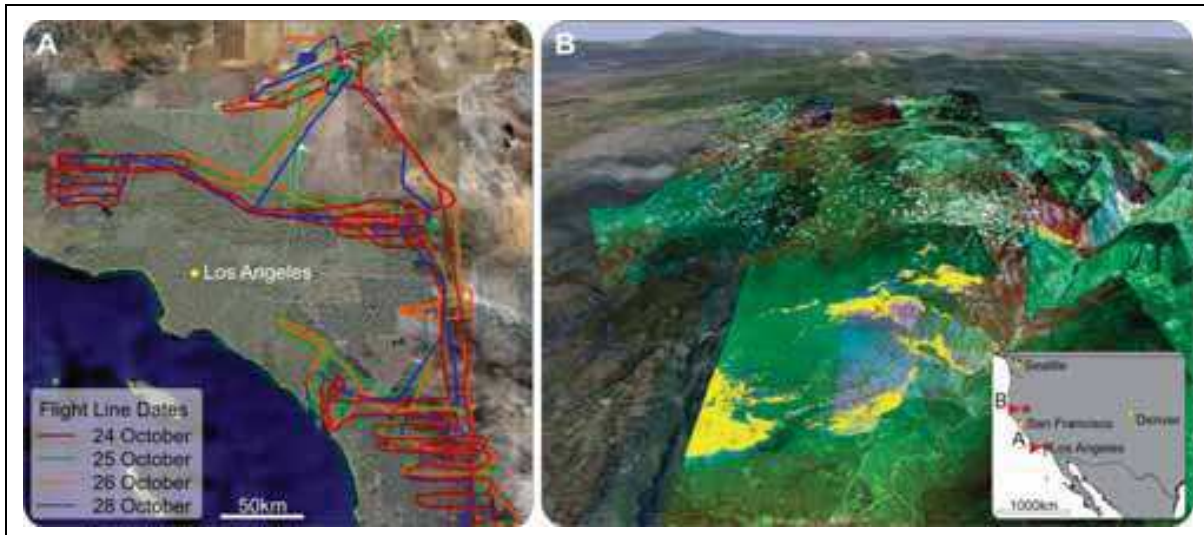 A
Los Angeles
Flight Line Dates
24 October
25 October
26 October
28 October
50km
B
Seattle
B
San Francisco
Denver
A
Los Angeles
1000km